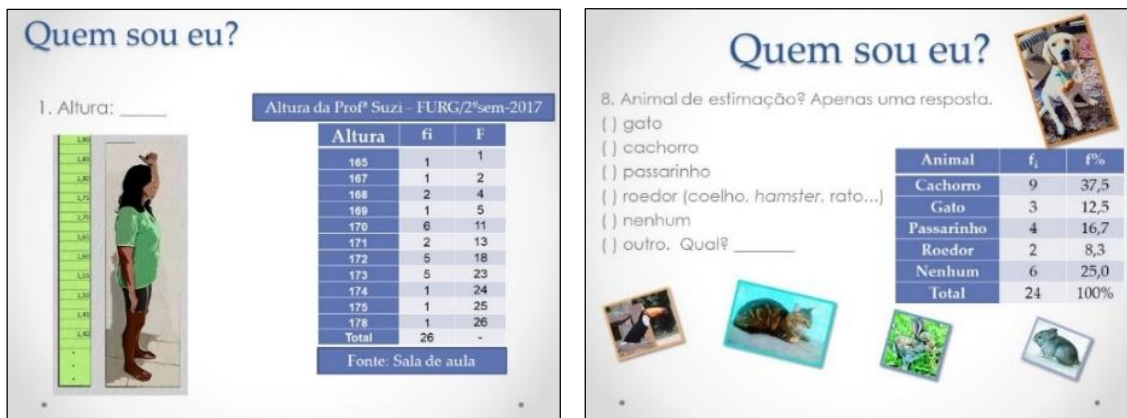 Quem sou eu?
1. Altura: _____
Altura da Profª Suzi – FURG/2ºsem-2017
Altura fi F
165 1 1
167 1 2
168 2 4
169 1 5
170 6 11
171 2 13
172 5 18
173 5 23
174 1 24
175 1 25
178 1 26
Total 26 -
Fonte: Sala de aula
Quem sou eu?
8. Animal de estimação? Apenas uma resposta.
( ) gato
( ) cachorro
( ) passarinho
( ) roedor (coelho, hamster, rato...)
( ) nenhum
( ) outro. Qual? _______
Animal fi f%
Cachorro 9 37,5
Gato 3 12,5
Passarinho 4 16,7
Roedor 2 8,3
Nenhum 6 25,0
Total 24 100%